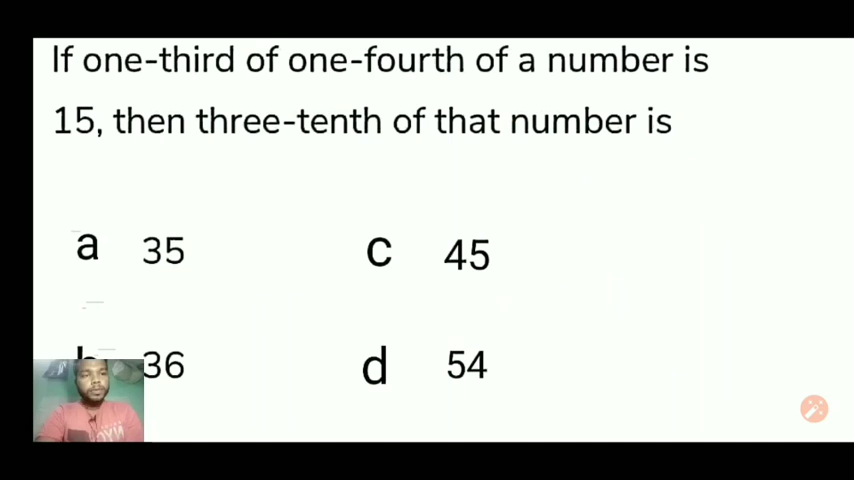 If one-third of one-fourth of a number is
15, then three-tenth of that number is
a 35 c 45
36 d 54